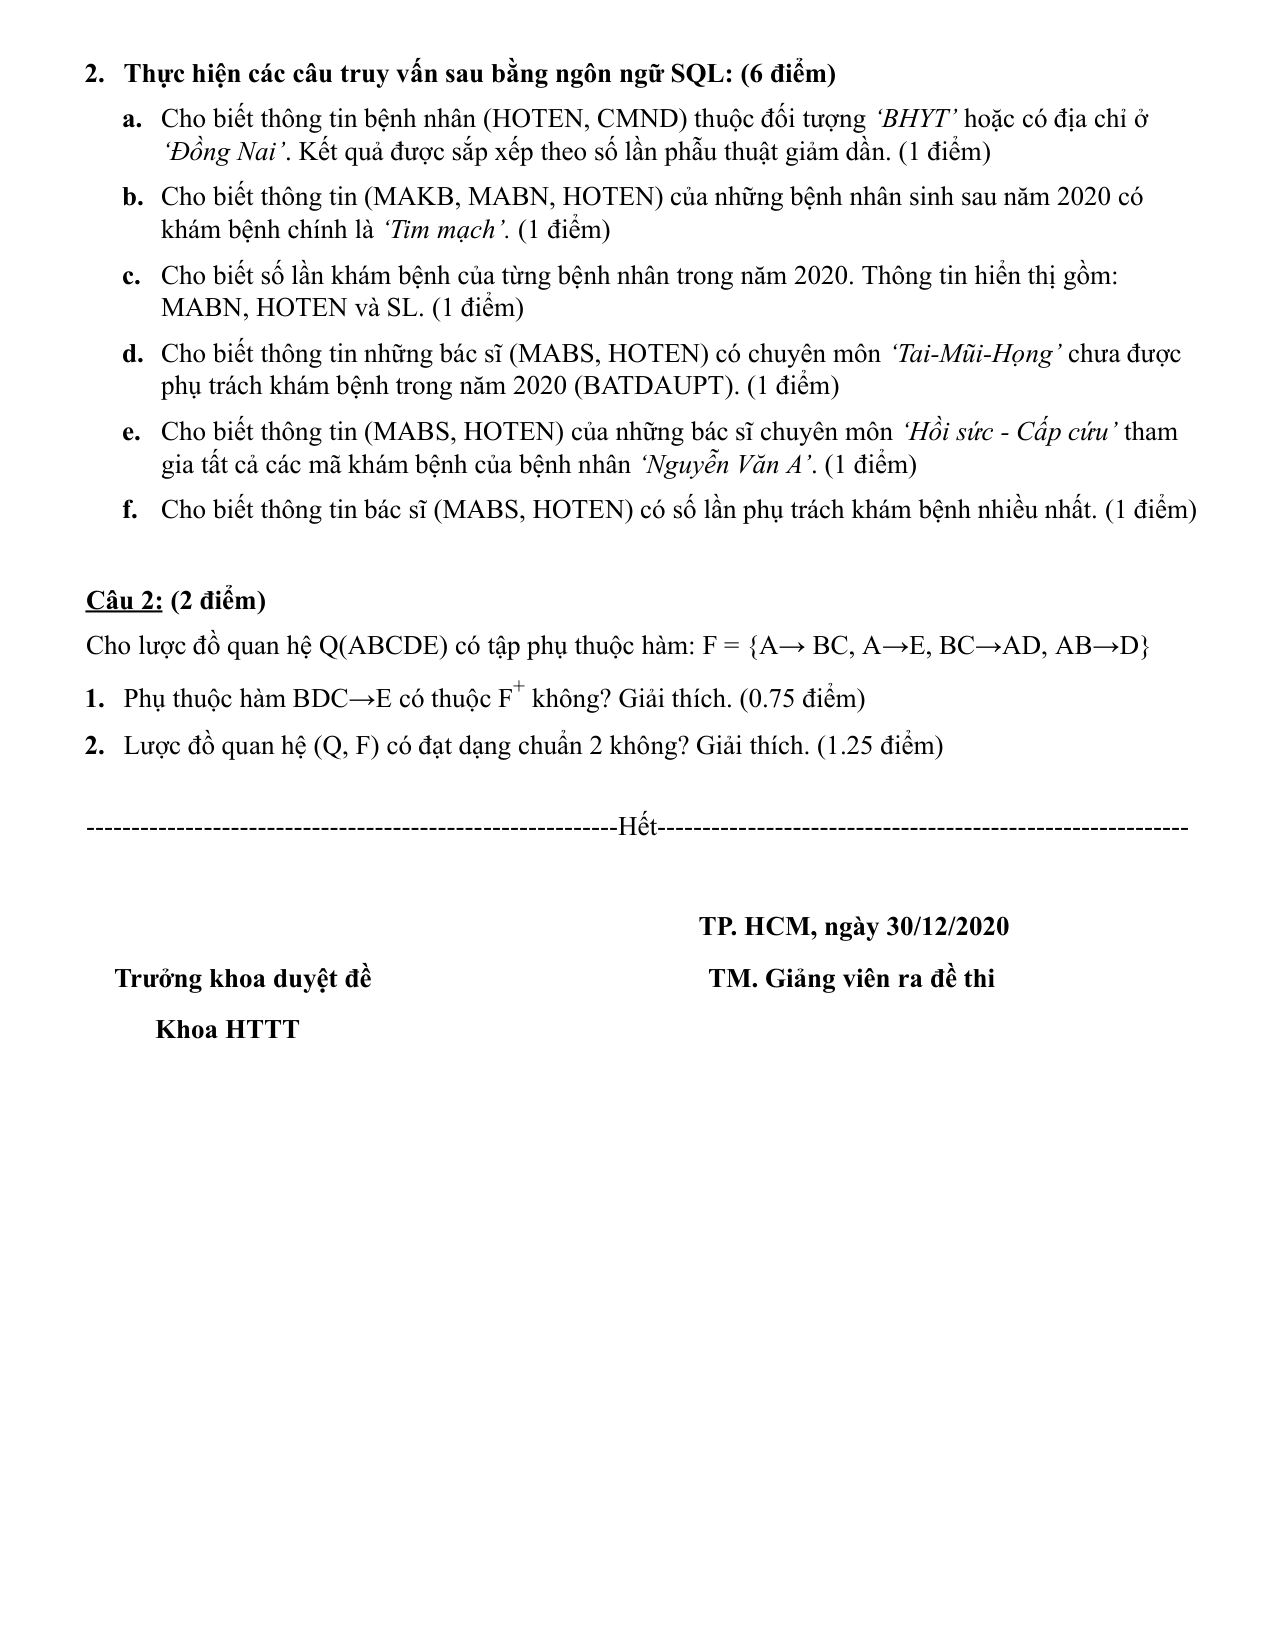 2. Thực hiện các câu truy vấn sau bằng ngôn ngữ SQL: (6 điểm)
a. Cho biết thông tin bệnh nhân (HOTEN, CMND) thuộc đối tượng ‘BHYT’ hoặc có địa chỉ ở
‘Đồng Nai’. Kết quả được sắp xếp theo số lần phẫu thuật giảm dần. (1 điểm)
b. Cho biết thông tin (MAKB, MABN, HOTEN) của những bệnh nhân sinh sau năm 2020 có
khám bệnh chính là ‘Tim mạch’. (1 điểm)
c. Cho biết số lần khám bệnh của từng bệnh nhân trong năm 2020. Thông tin hiển thị gồm:
MABN, HOTEN và SL. (1 điểm)
d. Cho biết thông tin những bác sĩ (MABS, HOTEN) có chuyên môn ‘Tai-Mũi-Họng’ chưa được
phụ trách khám bệnh trong năm 2020 (BATDAUPT). (1 điểm)
e. Cho biết thông tin (MABS, HOTEN) của những bác sĩ chuyên môn ‘Hồi sức - Cấp cứu’ tham
gia tất cả các mã khám bệnh của bệnh nhân ‘Nguyễn Văn A’. (1 điểm)
f. Cho biết thông tin bác sĩ (MABS, HOTEN) có số lần phụ trách khám bệnh nhiều nhất. (1 điểm)
Câu 2: (2 điểm)
Cho lược đồ quan hệ Q(ABCDE) có tập phụ thuộc hàm: F = {A→ BC, A→E, BC→AD, AB→D}
1. Phụ thuộc hàm BDC→E có thuộc F⁺ không? Giải thích. (0.75 điểm)
2. Lược đồ quan hệ (Q, F) có đạt dạng chuẩn 2 không? Giải thích. (1.25 điểm)
-----------------------------------------------------------Hết-----------------------------------------------------------
TP. HCM, ngày 30/12/2020
Trưởng khoa duyệt đề TM. Giảng viên ra đề thi
Khoa HTTT